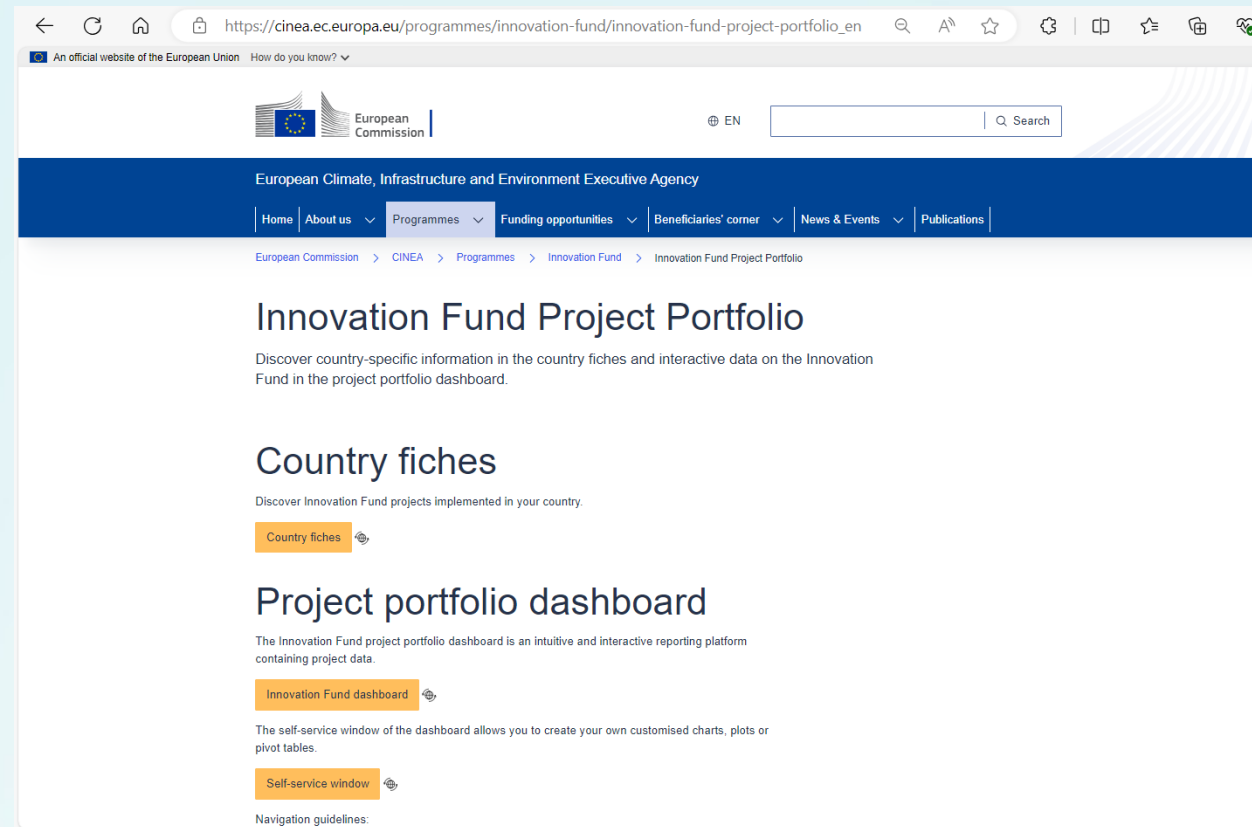 https://cinea.ec.europa.eu/programmes/innovation-fund/innovation-fund-project-portfolio_en
An official website of the European Union How do you know?
European
Commission
EN
Search
European Climate, Infrastructure and Environment Executive Agency
Home About us Programmes Funding opportunities Beneficiaries' corner News & Events Publications
European Commission > CINEA > Programmes > Innovation Fund > Innovation Fund Project Portfolio
Innovation Fund Project Portfolio
Discover country-specific information in the country fiches and interactive data on the Innovation
Fund in the project portfolio dashboard.
Country fiches
Discover Innovation Fund projects implemented in your country.
Country fiches
Project portfolio dashboard
The Innovation Fund project portfolio dashboard is an intuitive and interactive reporting platform
containing project data.
Innovation Fund dashboard
The self-service window of the dashboard allows you to create your own customised charts, plots or
pivot tables.
Self-service window
Navigation guidelines: